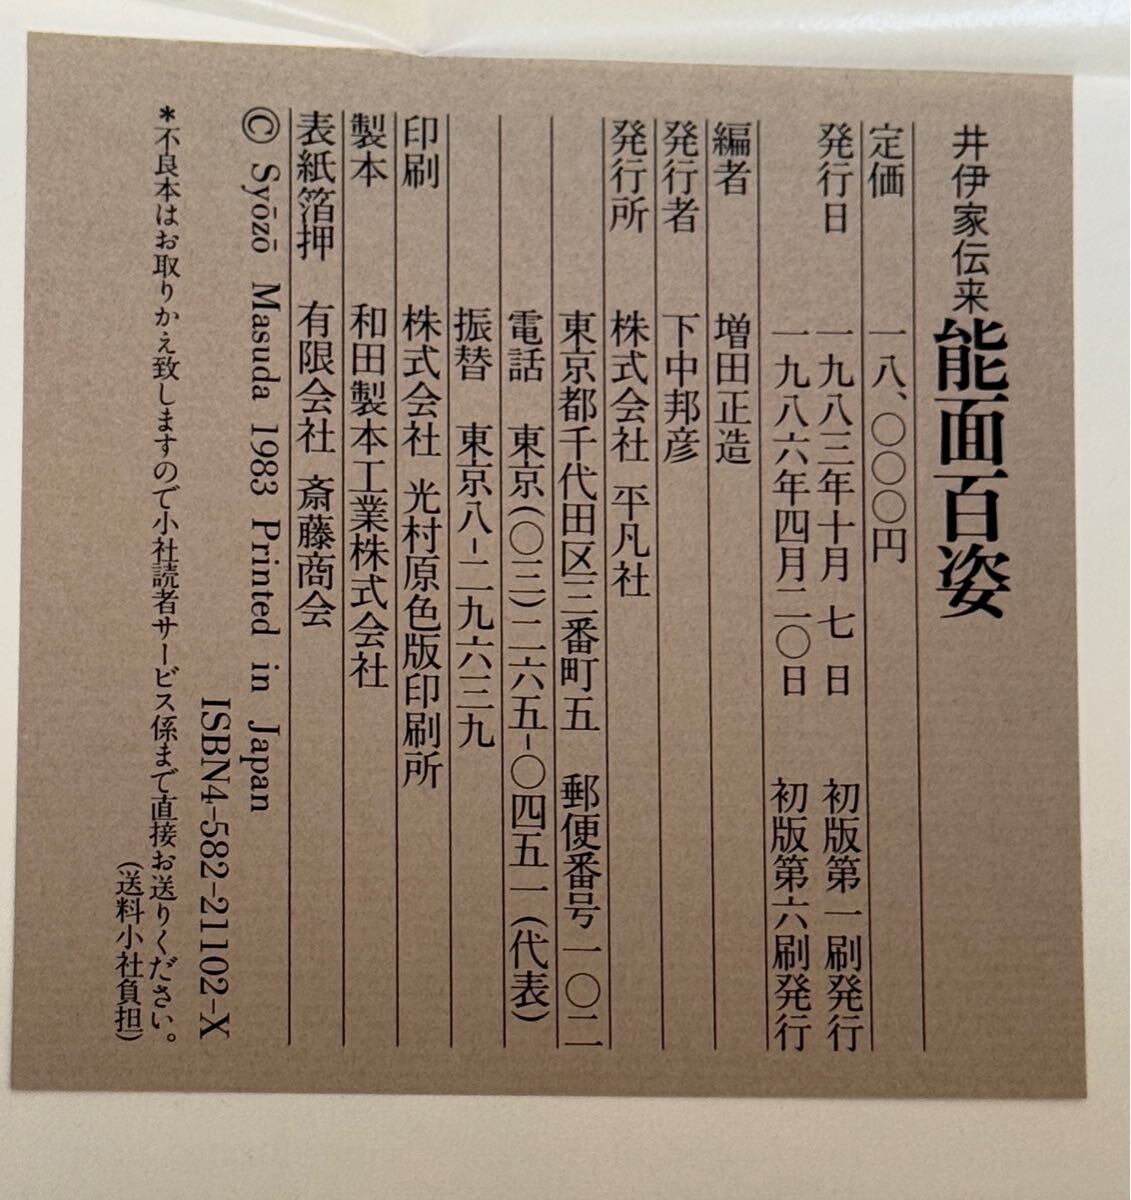 井伊家伝来能面百姿
定価 一八、〇〇〇円
発行日 一九八三年十月七日 初版第一刷発行
一九八六年四月二〇日 初版第六刷発行
編者 増田正造
発行者 下中邦彦
発行所 株式会社 平凡社
東京都千代田区三番町五 郵便番号一〇二
電話 東京(〇三)二六五-〇四五一(代表)
振替 東京八-二九六三九
印刷 株式会社 光村原色版印刷所
製本 和田製本工業株式会社
表紙箔押 有限会社 斎藤商会
© Syōzō Masuda 1983 Printed in Japan
ISBN4-582-21102-X
*不良本はお取りかえ致しますので小社読者サービス係まで直接お送りください。
(送料小社負担)